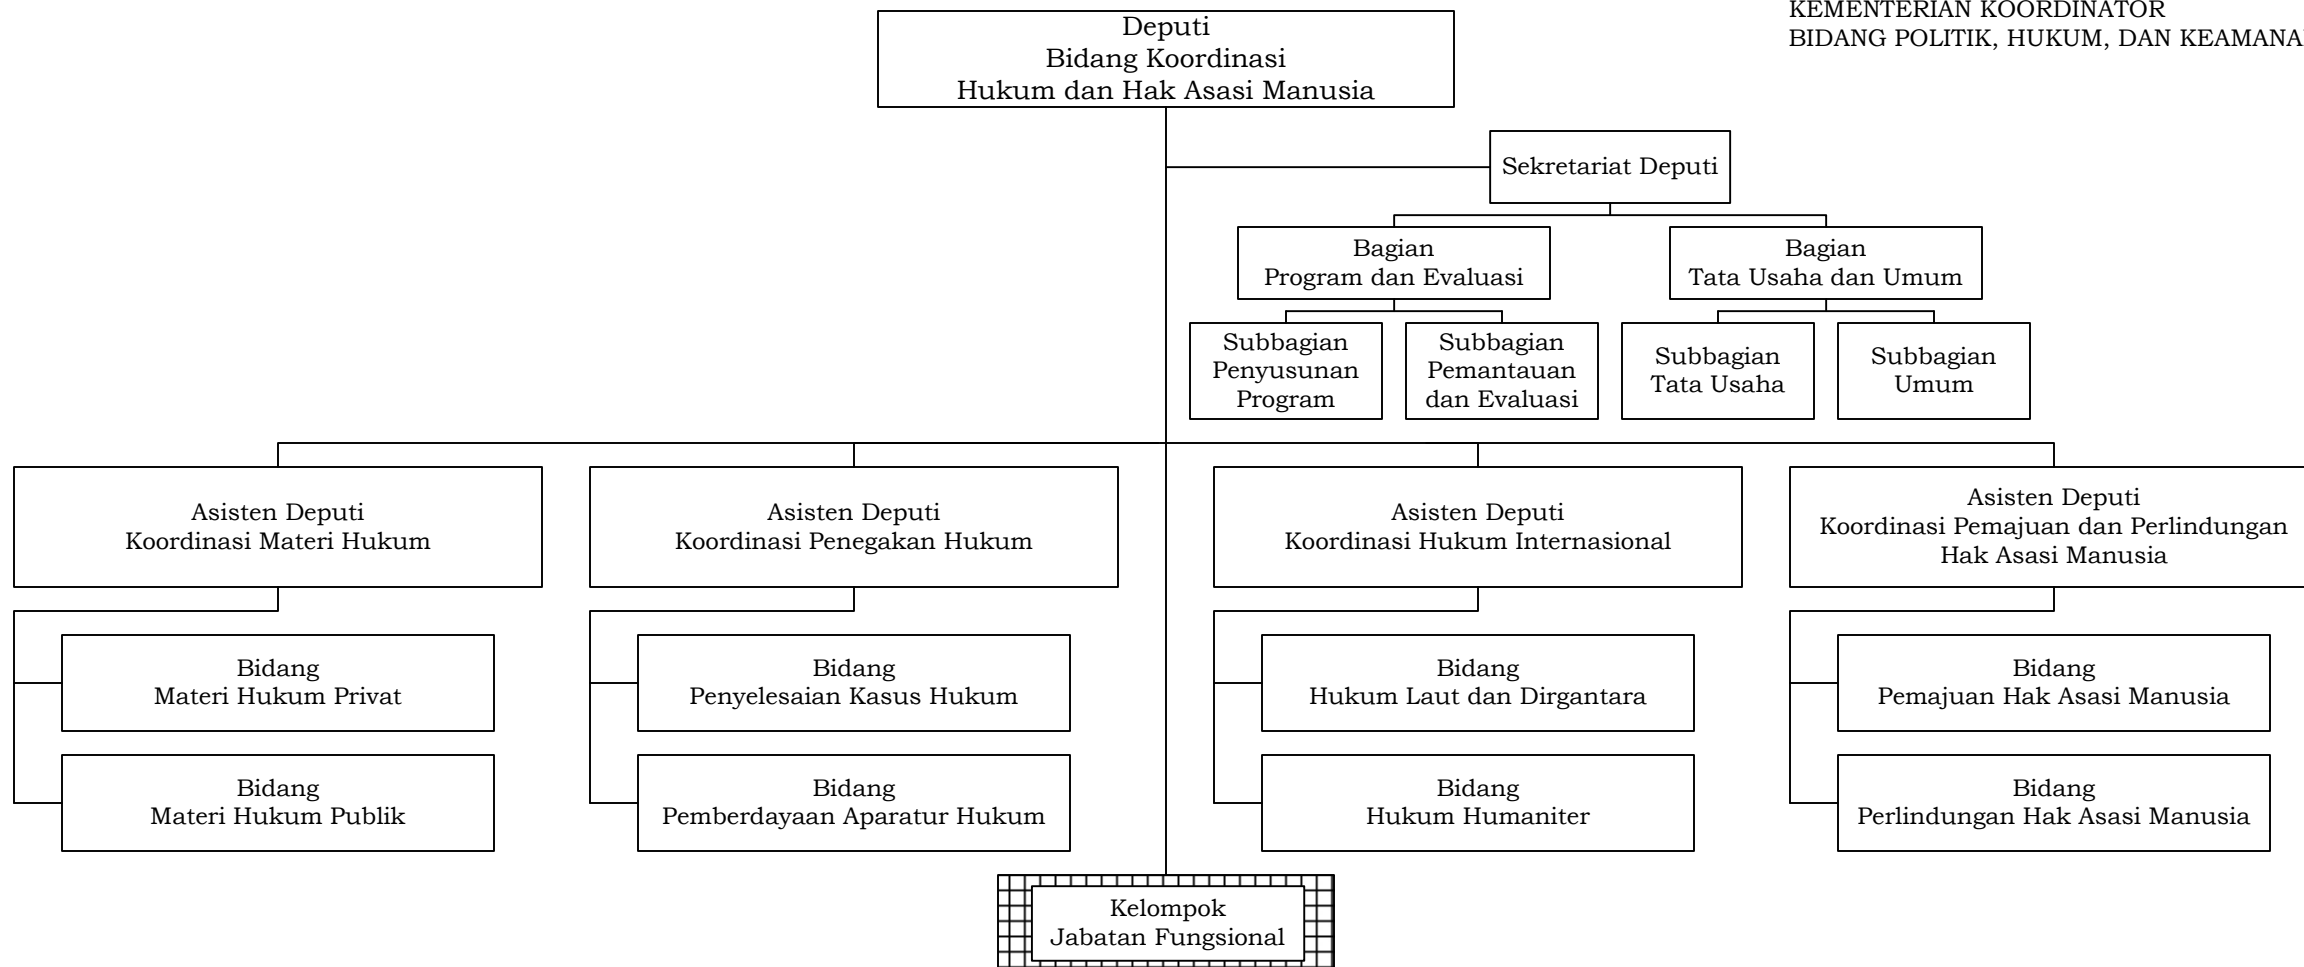 KEMENTERIAN KOORDINATOR
BIDANG POLITIK, HUKUM, DAN
Deputi
Bidang Koordinasi
Hukum dan Hak Asasi Manusia
Sekretariat Deputi
Bagian
Program dan Evaluasi
Bagian
Tata Usaha dan Umum
Subbagian
Penyusunan
Program
Subbagian
Pemantauan
dan Evaluasi
Subbagian
Tata Usaha
Subbagian
Umum
Asisten Deputi
Koordinasi Materi Hukum
Asisten Deputi
Koordinasi Penegakan Hukum
Asisten Deputi
Koordinasi Hukum Internasional
Asisten Deputi
Koordinasi Pemajuan dan Perlindungan
Hak Asasi Manusia
Bidang
Materi Hukum Privat
Bidang
Materi Hukum Publik
Bidang
Penyelesaian Kasus Hukum
Bidang
Pemberdayaan Aparatur Hukum
Bidang
Hukum Laut dan Dirgantara
Bidang
Hukum Humaniter
Bidang
Pemajuan Hak Asasi Manusia
Bidang
Perlindungan Hak Asasi Manusia
Kelompok
Jabatan Fungsional